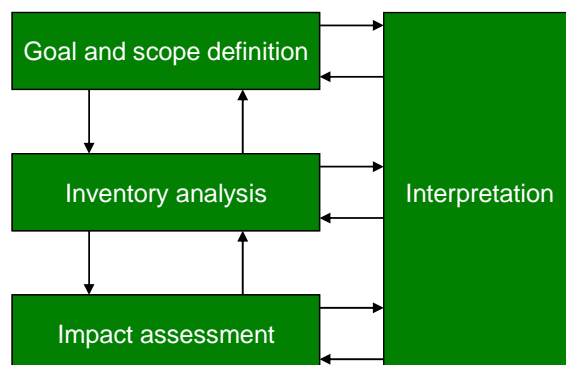 Goal and scope definition
Inventory analysis
Interpretation
Impact assessment